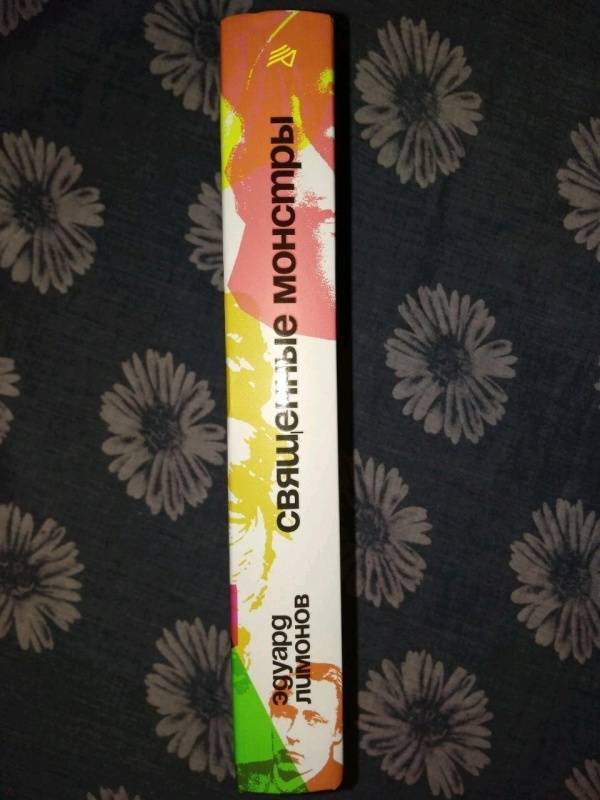 эдуард
лимонов
священные монстры